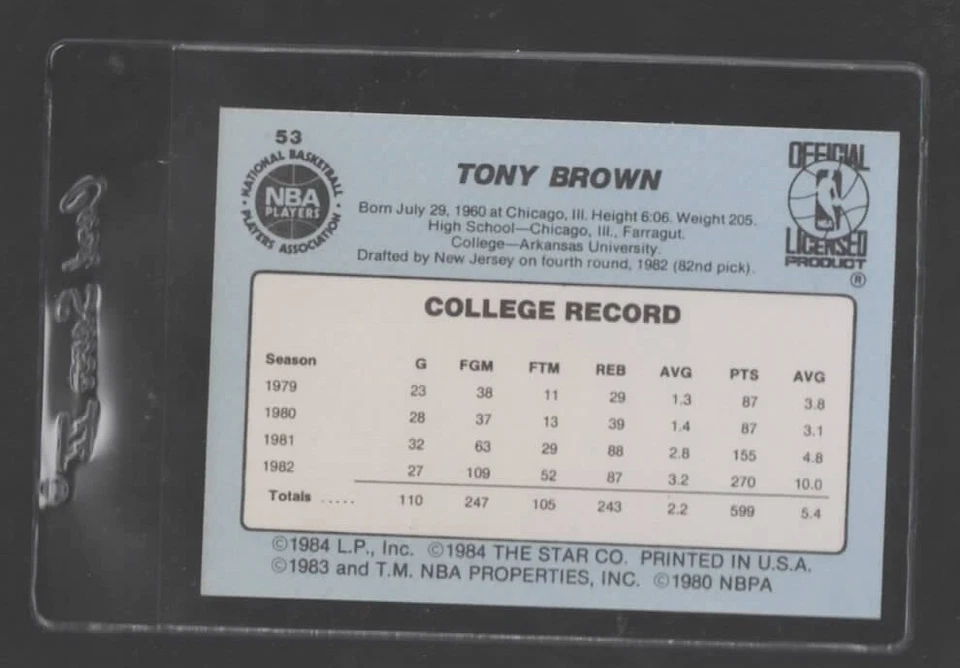 53
NATIONAL BASKETBALL
NBA
PLAYERS
PLAYERS ASSOCIATION
OFFICIAL
LICENSED
PRODUCT
®
TONY BROWN
Born July 29, 1960 at Chicago, Ill. Height 6:06. Weight 205.
High School—Chicago, Ill., Farragut.
College—Arkansas University.
Drafted by New Jersey on fourth round, 1982 (82nd pick).
COLLEGE RECORD
Season G FGM FTM REB AVG PTS AVG
1979 23 38 11 29 1.3 87 3.8
1980 28 37 13 39 1.4 87 3.1
1981 32 63 29 88 2.8 155 4.8
1982 27 109 52 87 3.2 270 10.0
Totals ..... 110 247 105 243 2.2 599 5.4
©1984 L.P., Inc. ©1984 THE STAR CO. PRINTED IN U.S.A.
©1983 and T.M. NBA PROPERTIES, INC. ©1980 NBPA
Card Saver